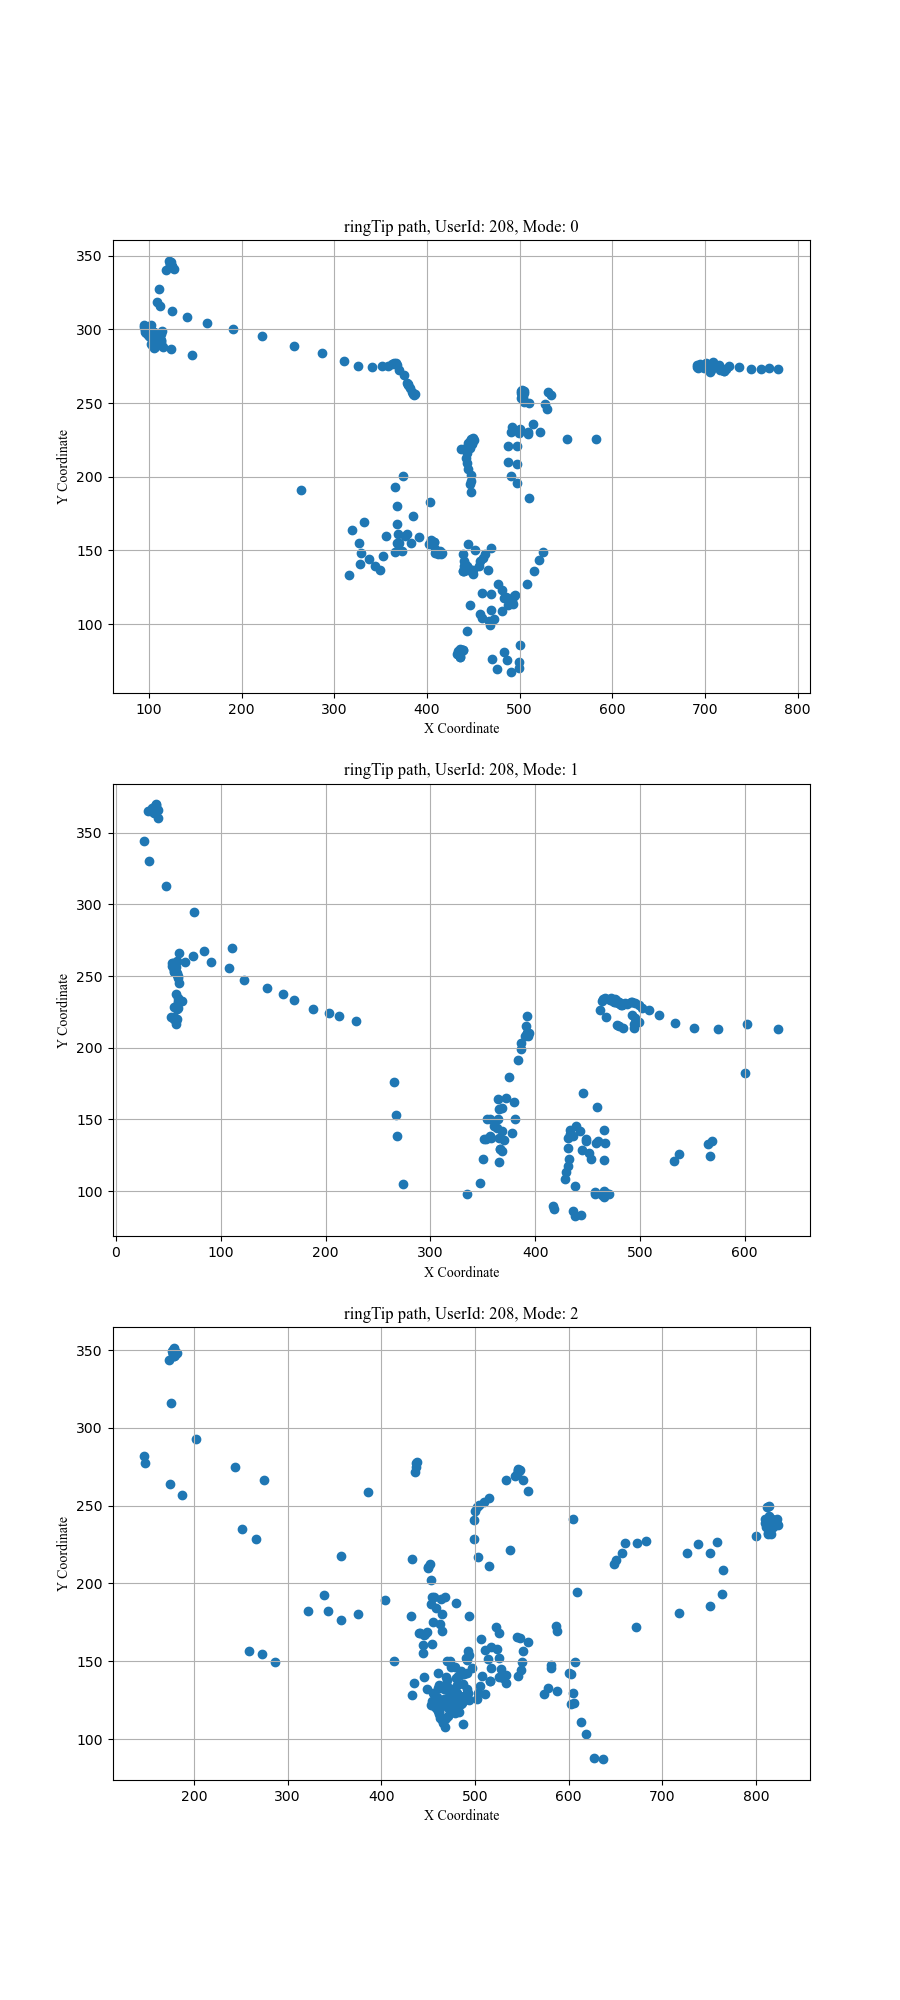 ringTip path, UserId: 208, Mode: 0
350
300
250
200
150
100
Y Coordinate
100 200 300 400 500 600 700 800
X Coordinate
ringTip path, UserId: 208, Mode: 1
350
300
250
200
150
100
Y Coordinate
0 100 200 300 400 500 600
X Coordinate
ringTip path, UserId: 208, Mode: 2
350
300
250
200
150
100
Y Coordinate
200 300 400 500 600 700 800
X Coordinate